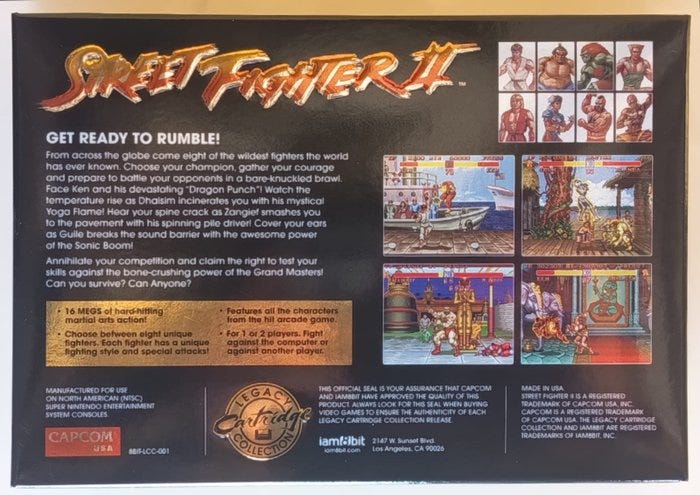 STREET FIGHTER II
TM
GET READY TO RUMBLE!
From across the globe come eight of the wildest fighters the world
has ever known. Choose your champion, gather your courage
and prepare to battle your opponents in a bare-knuckled brawl.
Face Ken and his devastating "Dragon Punch"! Watch the
temperature rise as Dhalsim incinerates you with his mystical
Yoga Flame! Hear your spine crack as Zangief smashes you
to the pavement with his spinning pile driver! Cover your ears
as Guile breaks the sound barrier with the awesome power
of the Sonic Boom!
Annihilate your competition and claim the right to test your
skills against the bone-crushing power of the Grand Masters!
Can you survive? Can Anyone?
• 16 MEGS of hard-hitting
martial arts action!
• Choose between eight unique
fighters. Each fighter has a unique
fighting style and special attacks!
• Features all the characters
from the hit arcade game.
• For 1 or 2 players. Fight
against the computer or
against another player.
MANUFACTURED FOR USE
ON NORTH AMERICAN (NTSC)
SUPER NINTENDO ENTERTAINMENT
SYSTEM CONSOLES.
CAPCOM
USA
8BIT-LCC-001
LEGACY
Cartridge
COLLECTION
THIS OFFICIAL SEAL IS YOUR ASSURANCE THAT CAPCOM
AND IAM8BIT HAVE APPROVED THE QUALITY OF THIS
PRODUCT. ALWAYS LOOK FOR THIS SEAL WHEN BUYING
VIDEO GAMES TO ENSURE THE AUTHENTICITY OF EACH
LEGACY CARTRIDGE COLLECTION RELEASE.
iam8bit
iam8bit.com
2147 W. Sunset Blvd.
Los Angeles, CA 90026
MADE IN USA.
STREET FIGHTER II IS A REGISTERED
TRADEMARK OF CAPCOM USA, INC.
CAPCOM IS A REGISTERED TRADEMARK
OF CAPCOM USA. THE LEGACY CARTRIDGE
COLLECTION AND IAM8BIT ARE REGISTERED
TRADEMARKS OF IAM8BIT, INC.